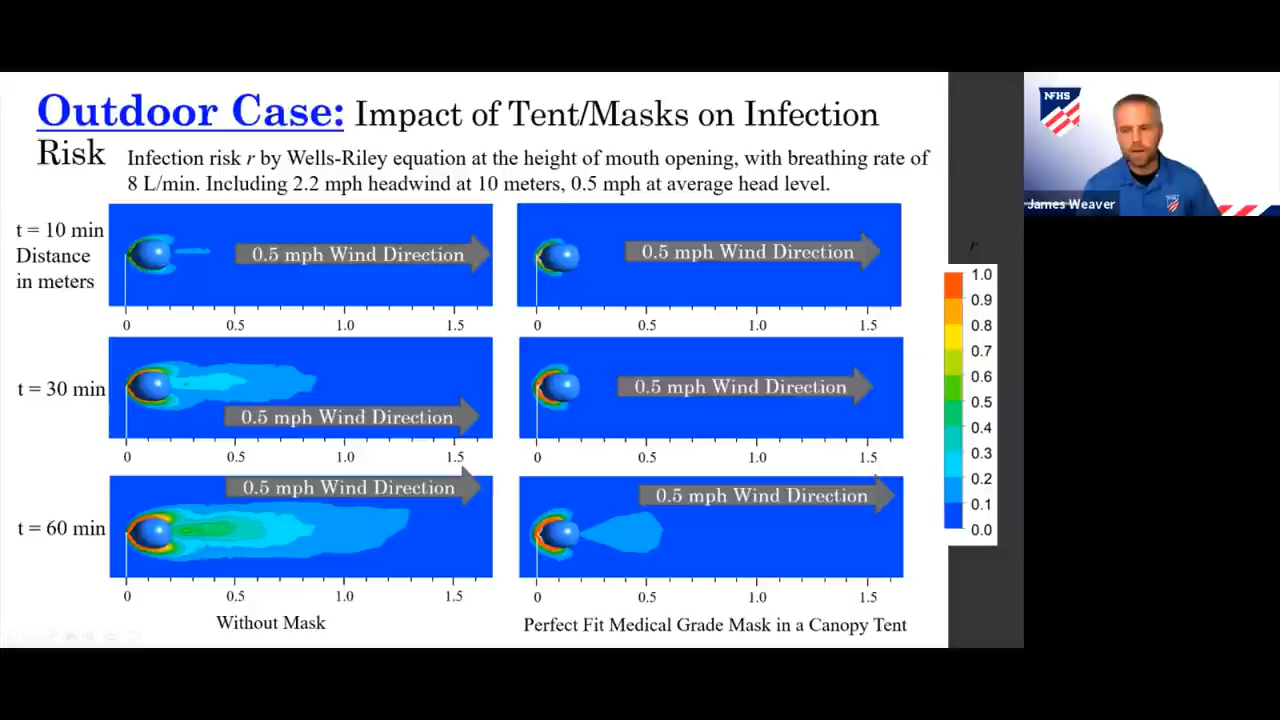 Outdoor Case: Impact of Tent/Masks on Infection
Risk
Infection risk r by Wells-Riley equation at the height of mouth opening, with breathing rate of
8 L/min. Including 2.2 mph headwind at 10 meters, 0.5 mph at average head level.
t = 10 min
Distance
in meters
0.5 mph Wind Direction
0 0.5 1.0 1.5
0.5 mph Wind Direction
0 0.5 1.0 1.5
t = 30 min
0.5 mph Wind Direction
0 0.5 1.0 1.5
0.5 mph Wind Direction
0 0.5 1.0 1.5
t = 60 min
0.5 mph Wind Direction
0 0.5 1.0 1.5
0.5 mph Wind Direction
0 0.5 1.0 1.5
Without Mask
Perfect Fit Medical Grade Mask in a Canopy Tent
r
1.0
0.9
0.8
0.7
0.6
0.5
0.4
0.3
0.2
0.1
0.0
NFHS
James Weaver